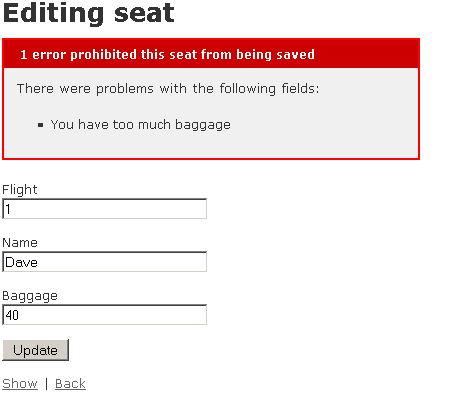 Editing seat
1 error prohibited this seat from being saved
There were problems with the following fields:
You have too much baggage
Flight
1
Name
Dave
Baggage
40
Update
Show | Back